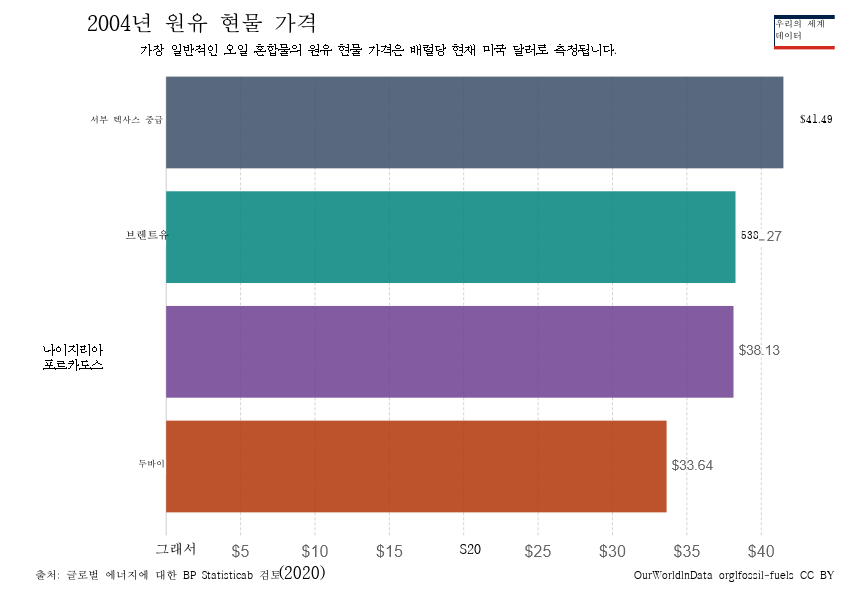 2004년 원유 현물 가격
우리의 세계
데이터
가장 일반적인 오일 혼합물의 원유 현물 가격은 배럴당 현재 미국 달러로 측정됩니다.
서부 텍사스 중급
$41.49
브렌트유
538_27
나이지리아
포르카도스
$38.13
두바이
$33.64
그래서 $5 $10 $15 S20 $25 $30 $35 $40
출처: 글로벌 에너지에 대한 BP Statisticab 검토(2020)
OurWorldInData orglfossil-fuels CC BY